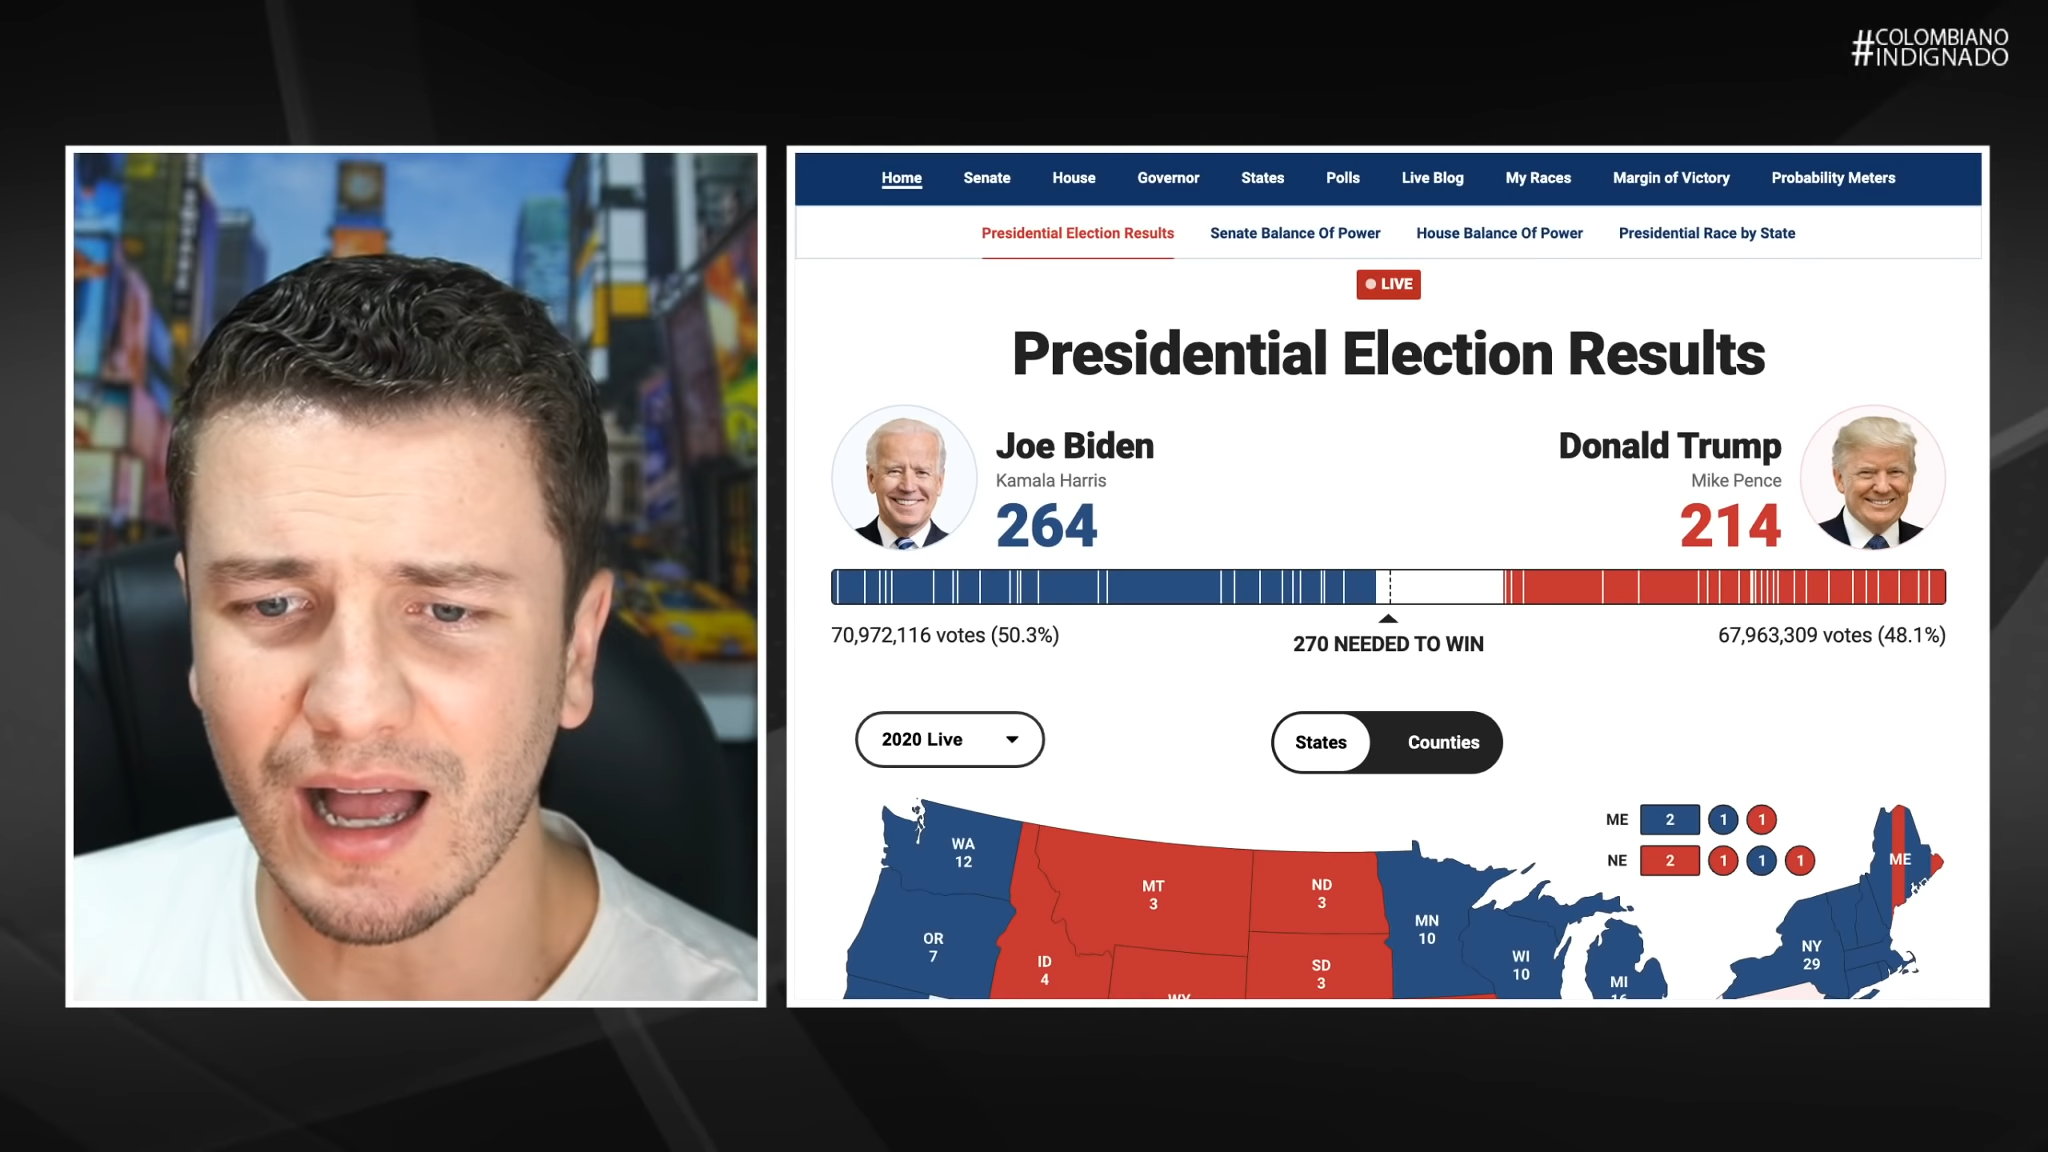 #COLOMBIANO
INDIGNADO
Home Senate House Governor States Polls Live Blog My Races Margin of Victory Probability Meters
Presidential Election Results Senate Balance Of Power House Balance Of Power Presidential Race by State
LIVE
Presidential Election Results
Joe Biden
Kamala Harris
264
Donald Trump
Mike Pence
214
70,972,116 votes (50.3%)
270 NEEDED TO WIN
67,963,309 votes (48.1%)
2020 Live
States Counties
ME 2 1 1
NE 2 1 1 1
WA
12
MT
3
ND
3
MN
10
ME
OR
7
ID
4
SD
3
WI
10
NY
29
MI
16
WY